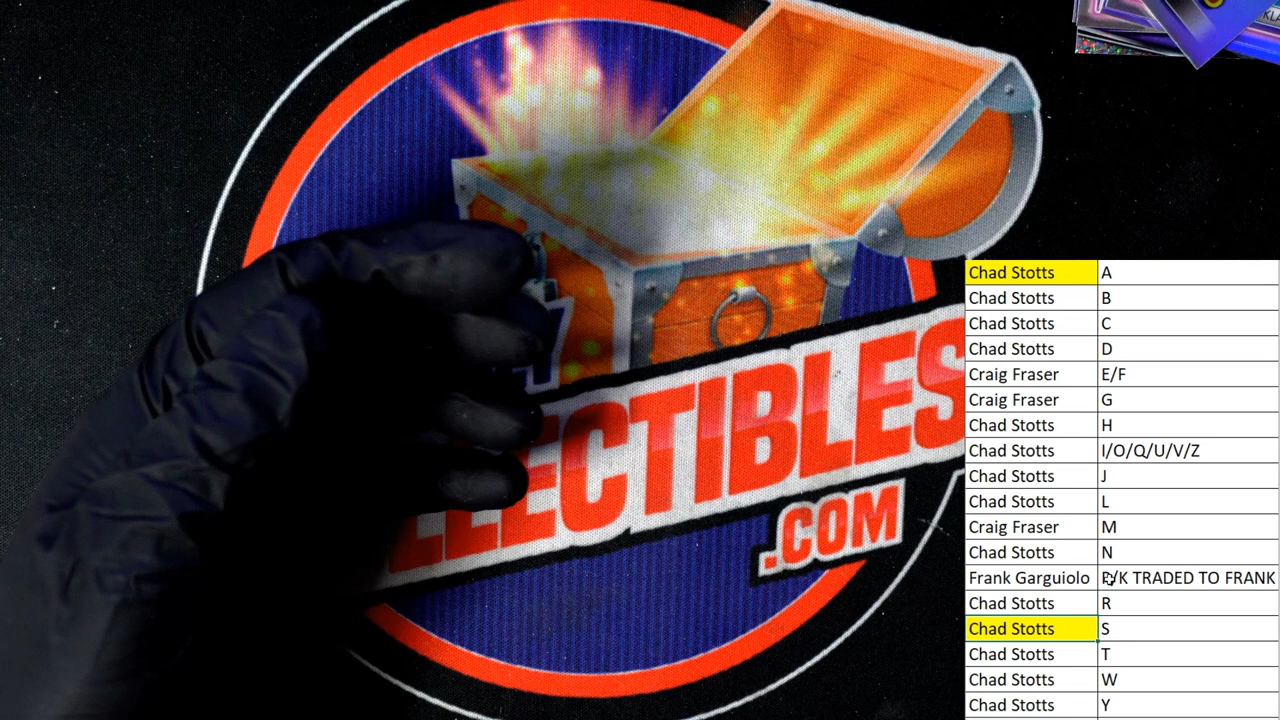 LLECTIBLES
.COM
Chad Stotts A
Chad Stotts B
Chad Stotts C
Chad Stotts D
Craig Fraser E/F
Craig Fraser G
Chad Stotts H
Chad Stotts I/O/Q/U/V/Z
Chad Stotts J
Chad Stotts L
Craig Fraser M
Chad Stotts N
Frank Garguiolo P/K TRADED TO FRANK
Chad Stotts R
Chad Stotts S
Chad Stotts T
Chad Stotts W
Chad Stotts Y